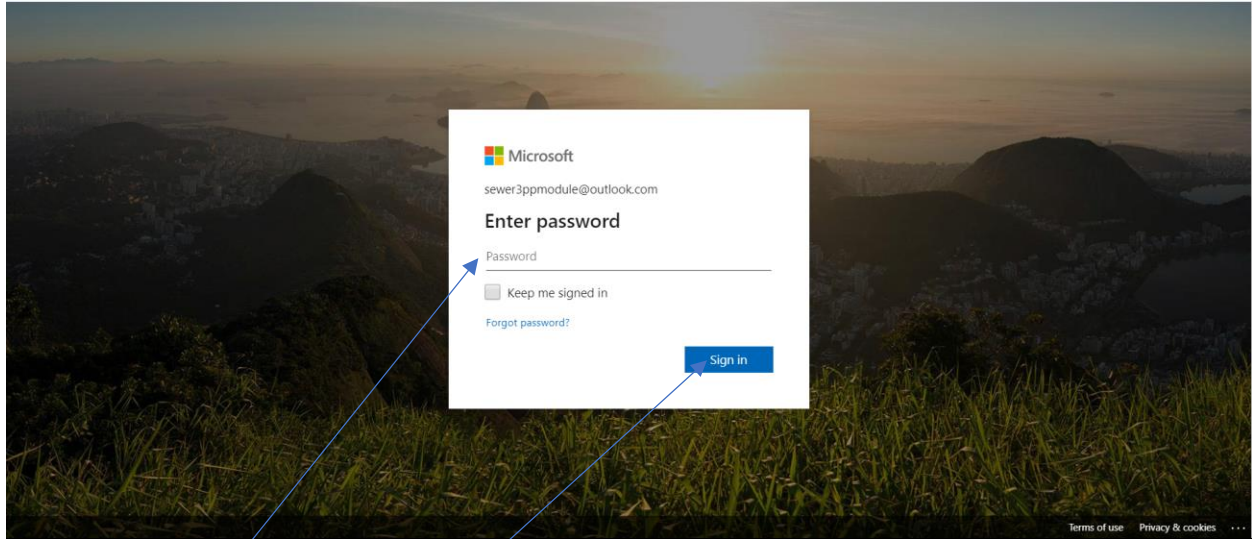 Microsoft
sewer3ppmodule@outlook.com
Enter password
Password
Keep me signed in
Forgot password?
Sign in
Terms of use Privacy & cookies ...